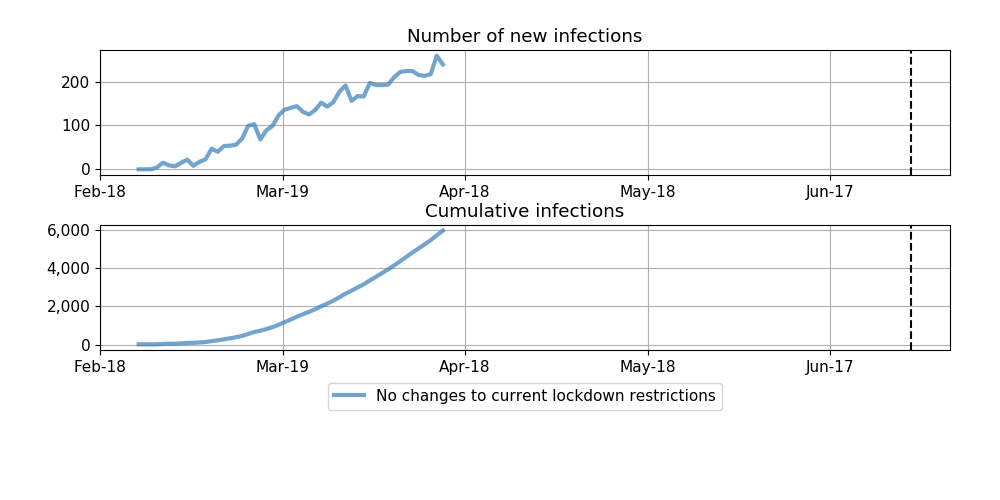 Number of new infections
200
100
0
Feb-18 Mar-19 Apr-18 May-18 Jun-17
Cumulative infections
6,000
4,000
2,000
0
Feb-18 Mar-19 Apr-18 May-18 Jun-17
No changes to current lockdown restrictions